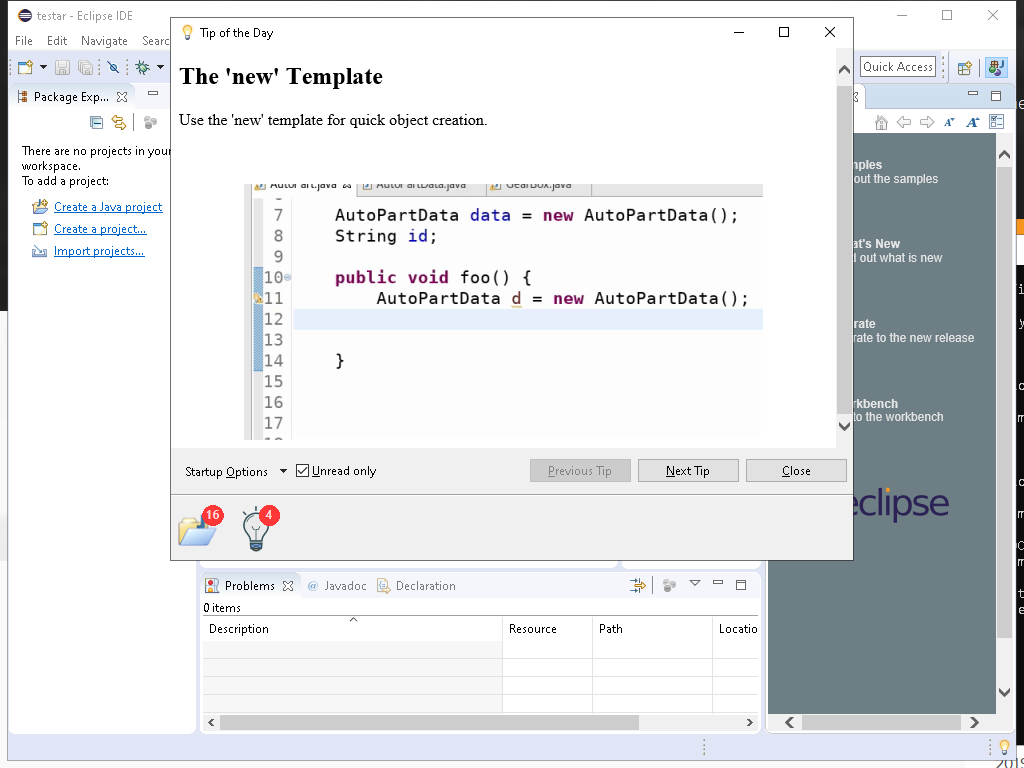 testar - Eclipse IDE
File Edit Navigate Searc
Tip of the Day
The 'new' Template
Use the 'new' template for quick object creation.
AutoPart.java AutoPartData.java GearBox.java
7 AutoPartData data = new AutoPartData();
8 String id;
9
10 public void foo() {
11 AutoPartData d = new AutoPartData();
12
13
14 }
15
16
17
Startup Options Unread only Previous Tip Next Tip Close
16 4
Quick Access
Package Exp...
There are no projects in your
workspace.
To add a project:
Create a Java project
Create a project...
Import projects...
nples
out the samples
at's New
d out what is new
rate
rate to the new release
rkbench
to the workbench
eclipse
Problems Javadoc Declaration
0 items
Description Resource Path Locatio
2019